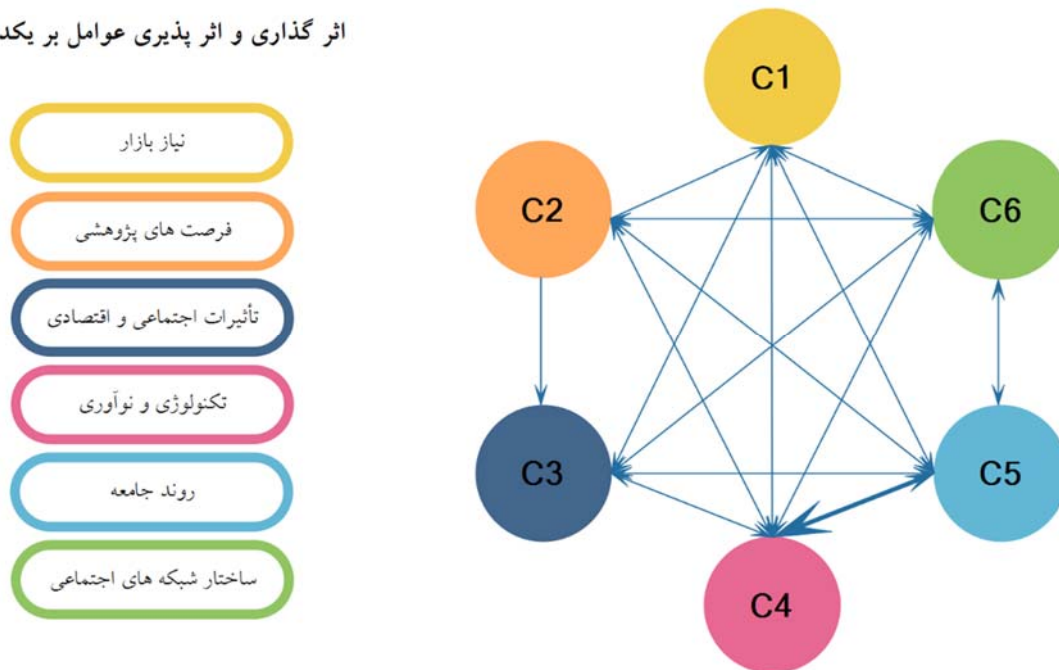 اثر گذاری و اثر پذیری عوامل بر
نیاز بازار
فرصت های پژوهشی
تأثیرات اجتماعی و اقتصادی
تکنولوژی و نوآوری
روند جامعه
ساختار شبکه های اجتماعی
C1
C2
C6
C3
C5
C4